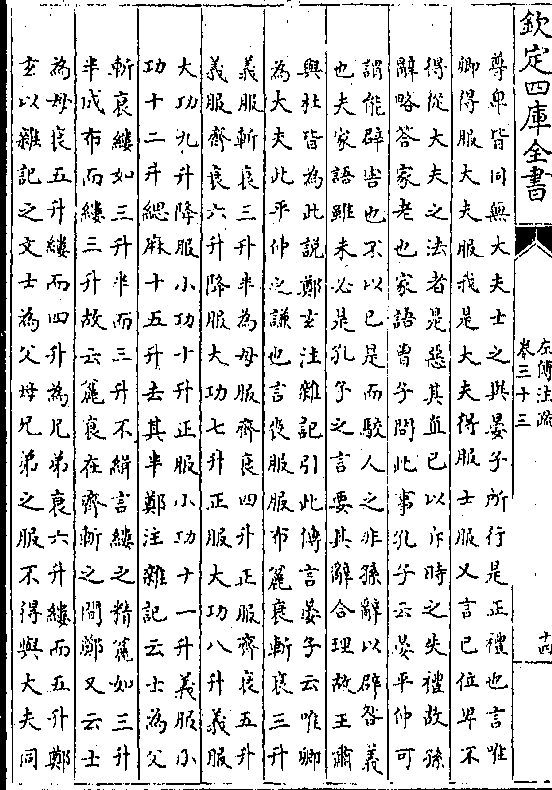 欽定四庫全書
左傳注疏
卷三十三
十四
尊卑皆同無大夫士之與晏子所行是正禮也言唯
卿得服大夫服我是大夫得服士服又言已位卑不
得從大夫之法者是惡其直已以斥時之失禮故孫
辭略答家老也家語曾子問此事孔子云晏平仲可
謂能辟害也不以已是而駮人之非孫辭以辟咎義
也夫家語雖未必是孔子之言要其辭合理故王肅
與杜皆為此說鄭玄注雜記引此傳言晏子云唯卿
為大夫此平仲之謙也言喪服服布麤衰斬衰三升
義服斬衰三升半為母服齊衰四升正服齊衰五升
義服齊衰六升降服大功七升正服大功八升義服
大功九升降服小功十升正服小功十一升義服小
功十二升緦麻十五升去其半鄭注雜記云士為父
斬衰縷如三升半而三升不緝言縷之精麤如三升
半成布而縷三升故云麤衰在齊斬之間鄭又云士
為母衰五升縷而四升為兄弟衰六升縷而五升鄭
玄以雜記之文士為父母兄弟之服不得與大夫同